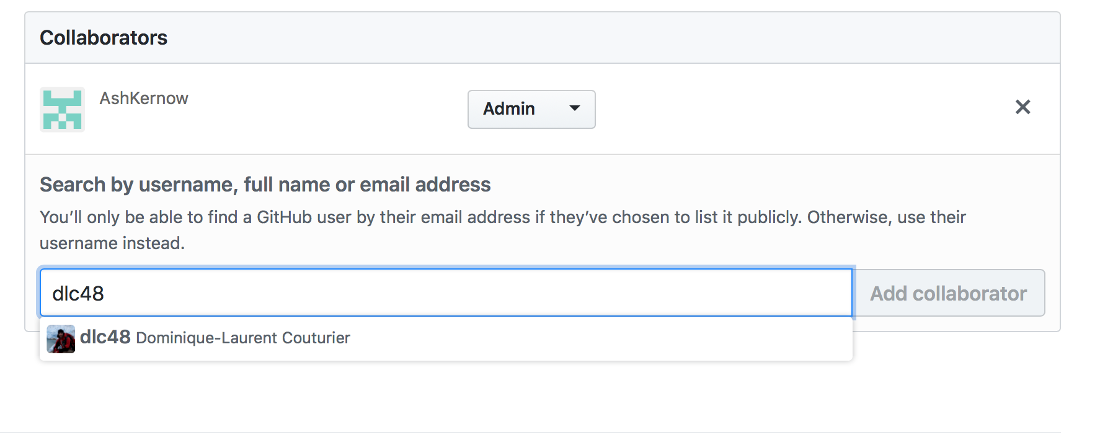 Collaborators
AshKernow
Admin
Search by username, full name or email address
You’ll only be able to find a GitHub user by their email address if they’ve chosen to list it publicly. Otherwise, use their
username instead.
dlc48
Add collaborator
dlc48 Dominique-Laurent Couturier